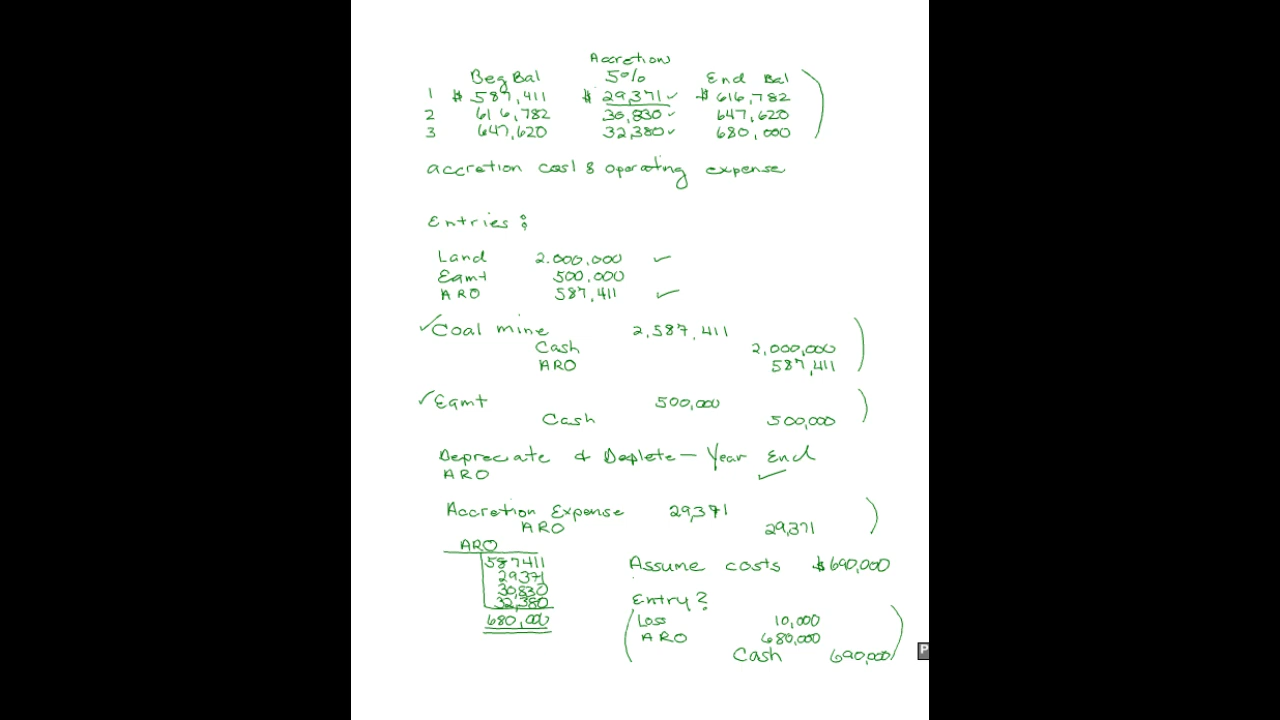 Accretion
Beg Bal 5% End Bal
1 $ 587,411 $ 29,371 ✓ $ 616,782
2 616,782 30,830 ✓ 647,620
3 647,620 32,380 ✓ 680,000
accretion cost & operating expense
Entries:
Land 2.000,000 ✓
Eqmt 500,000
ARO 587,411 ✓
✓ Coal mine 2,587,411
Cash 2,000,000
ARO 587,411
✓ Eqmt 500,000
Cash 500,000
Depreciate & Deplete - Year End
ARO ✓
Accretion Expense 29,371
ARO 29,371
ARO
587411
29371
30,830
32,380
680,000
Assume costs $690,000
Entry?
Loss 10,000
ARO 680,000
Cash 690,000
P